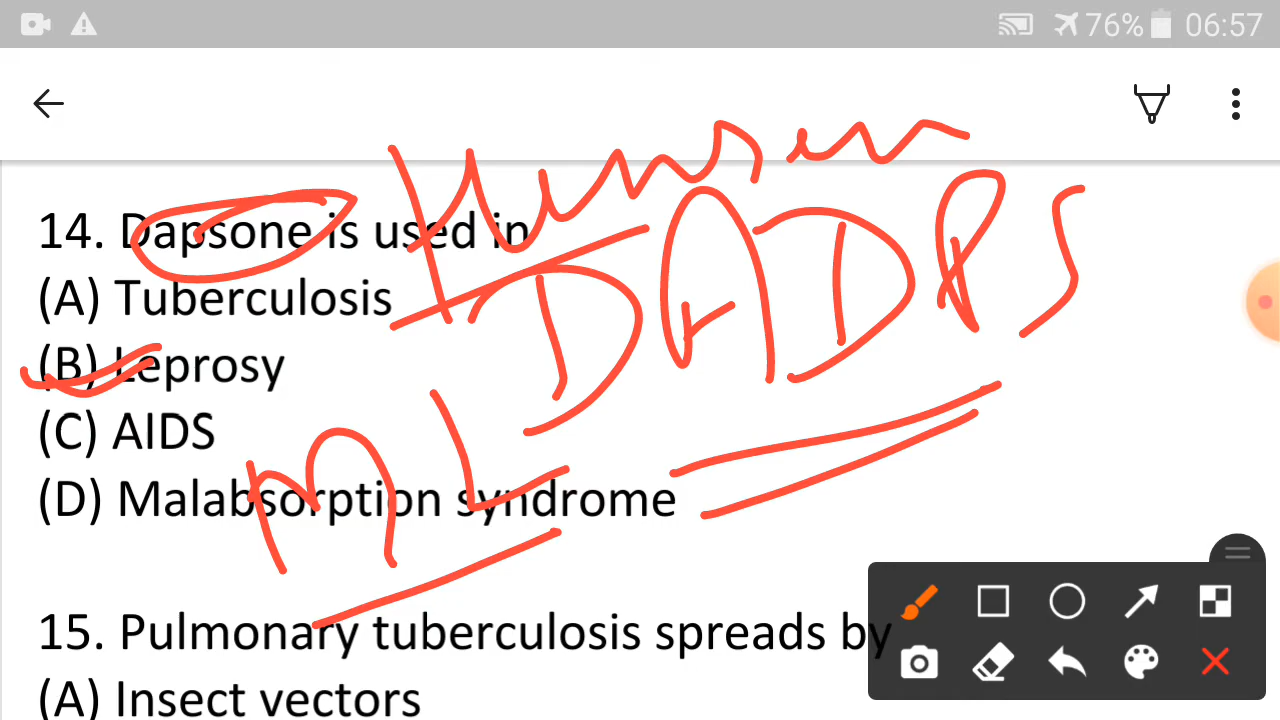 76% 06:57
Hensen
14. Dapsone is used in
DADPS
(A) Tuberculosis
(B) Leprosy
(C) AIDS
ML
(D) Malabsorption syndrome
15. Pulmonary tuberculosis spreads by
(A) Insect vectors